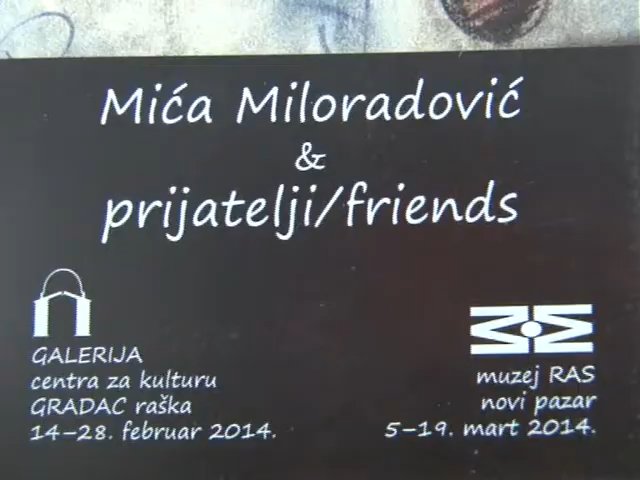 Mića Miloradović
&
prijatelji/friends
GALERIJA
centra za kulturu
GRADAC raška
14–28. februar 2014.
muzej RAS
novi pazar
5–19. mart 2014.